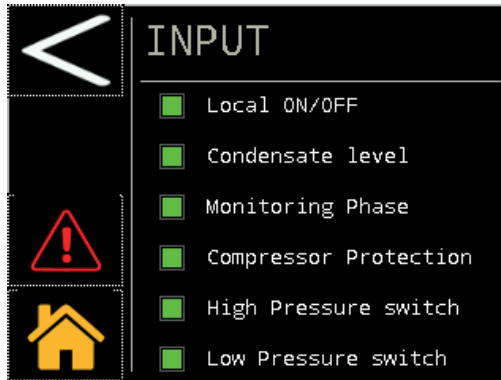 INPUT
Local ON/OFF
Condensate level
Monitoring Phase
Compressor Protection
High Pressure switch
Low Pressure switch